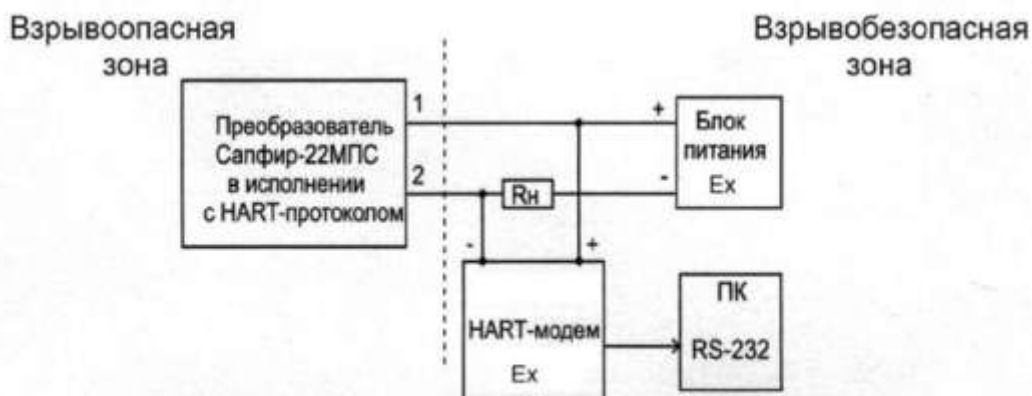 Взрывоопасная
зона
Взрывобезопасная
зона
Преобразователь
Сапфир-22МПС
в исполнении
с HART-протоколом
1
2
Rн
+
-
Блок
питания
Ex
-
+
HART-модем
Ex
ПК
RS-232